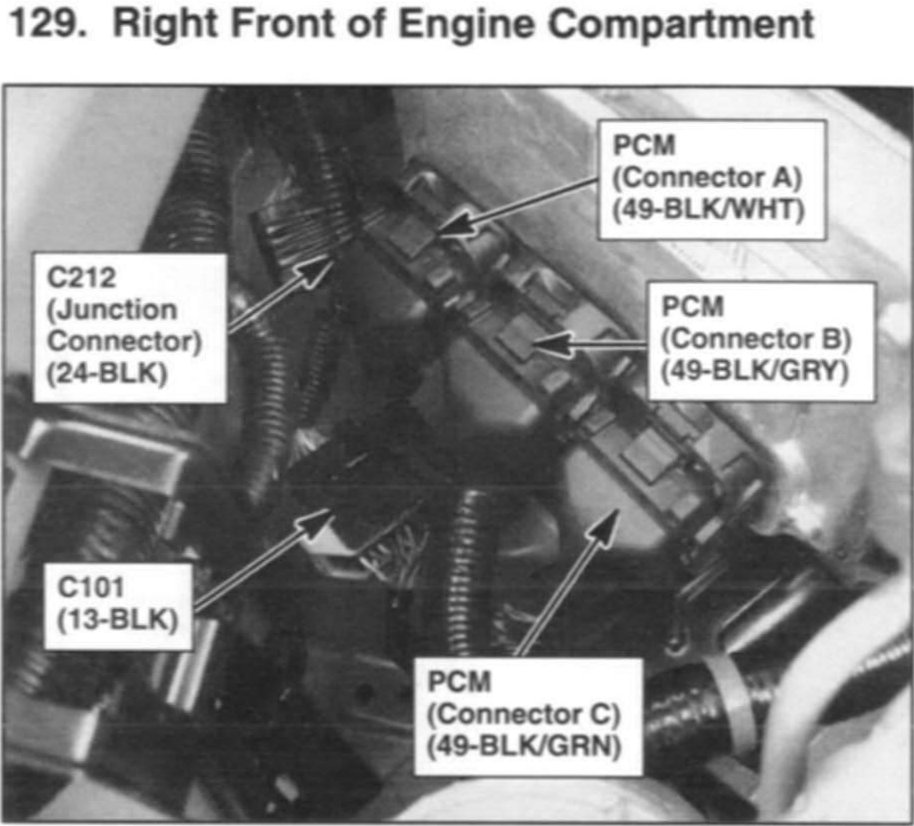 129. Right Front of Engine Compartment
PCM
(Connector A)
(49-BLK/WHT)
C212
(Junction
Connector)
(24-BLK)
PCM
(Connector B)
(49-BLK/GRY)
C101
(13-BLK)
PCM
(Connector C)
(49-BLK/GRN)